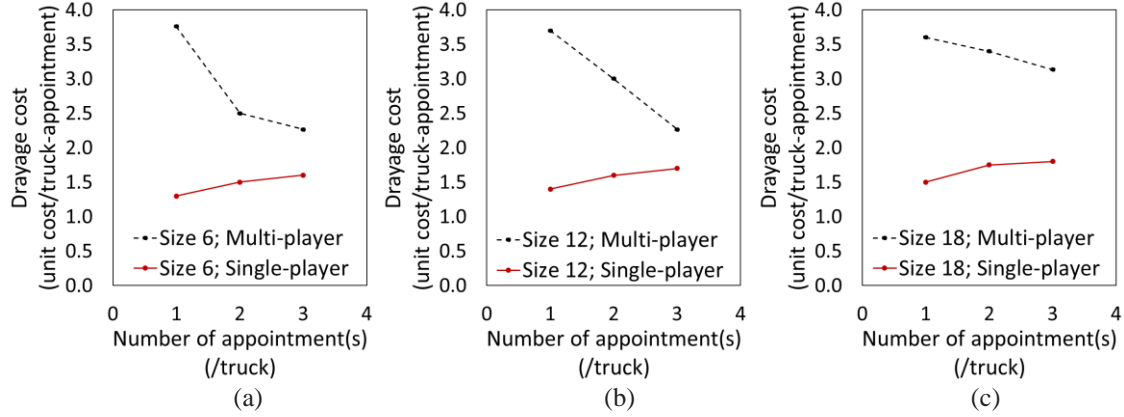 Drayage cost
(unit cost/truck-appointment)
4.0
3.5
3.0
2.5
2.0
1.5
1.0
0.5
0.0
Size 6; Multi-player
Size 6; Single-player
0 1 2 3 4
Number of appointment(s)
(/truck)
(a)
Drayage cost
(unit cost/truck-appointment)
4.0
3.5
3.0
2.5
2.0
1.5
1.0
0.5
0.0
Size 12; Multi-player
Size 12; Single-player
0 1 2 3 4
Number of appointment(s)
(/truck)
(b)
Drayage cost
(unit cost/truck-appointment)
4.0
3.5
3.0
2.5
2.0
1.5
1.0
0.5
0.0
Size 18; Multi-player
Size 18; Single-player
0 1 2 3 4
Number of appointment(s)
(/truck)
(c)